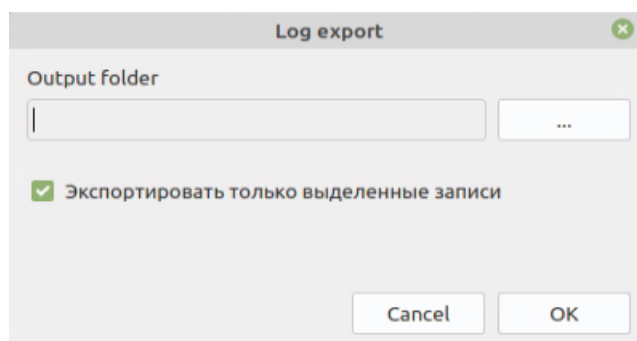 Log export
Output folder
...
Экспортировать только выделенные записи
Cancel
OK